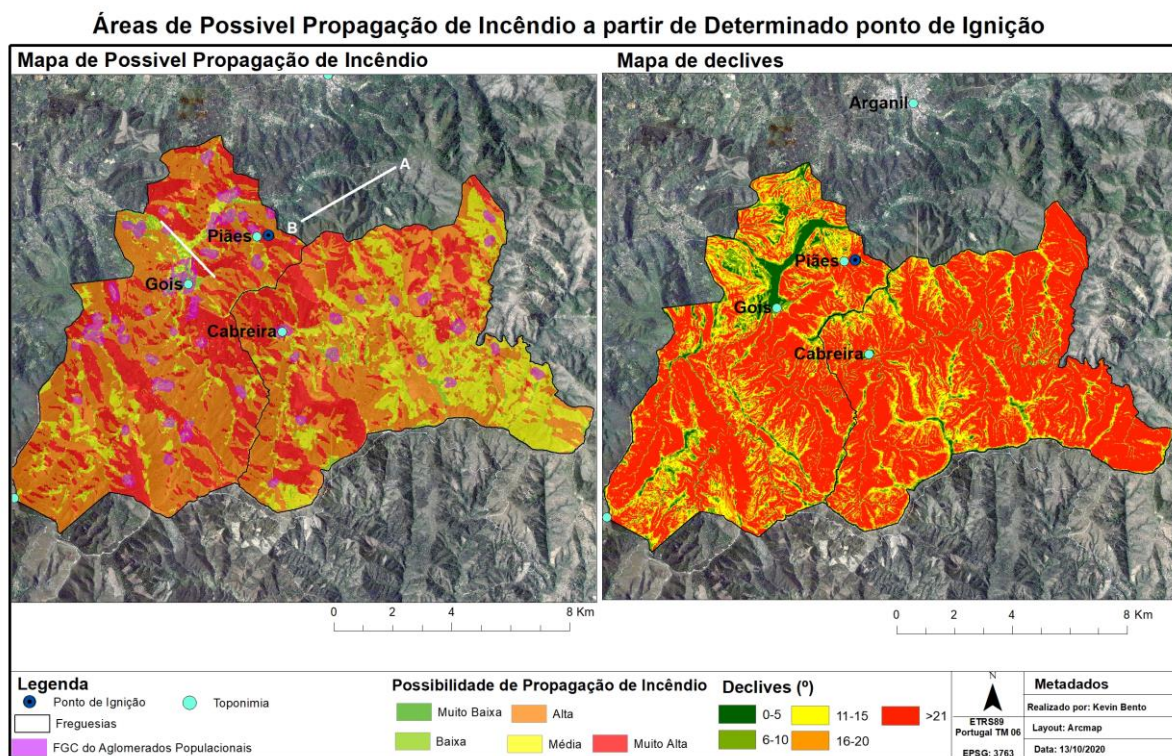 Áreas de Possivel Propagação de Incêndio a partir de Determinado ponto de Ignição
Mapa de Possivel Propagação de Incêndio
Mapa de declives
A
B
Piães
Gois
Cabreira
0 2 4 8 Km
Arganil
Piães
Gois
Cabreira
0 2 4 8 Km
Legenda
Ponto de Ignição
Toponimia
Freguesias
FGC do Aglomerados Populacionais
Possibilidade de Propagação de Incêndio
Muito Baixa
Alta
Baixa
Média
Muito Alta
Declives (º)
0-5
11-15
>21
6-10
16-20
N
ETRS89
Portugal TM 06
EPSG: 3763
Metadados
Realizado por: Kevin Bento
Layout: Arcmap
Data: 13/10/2020